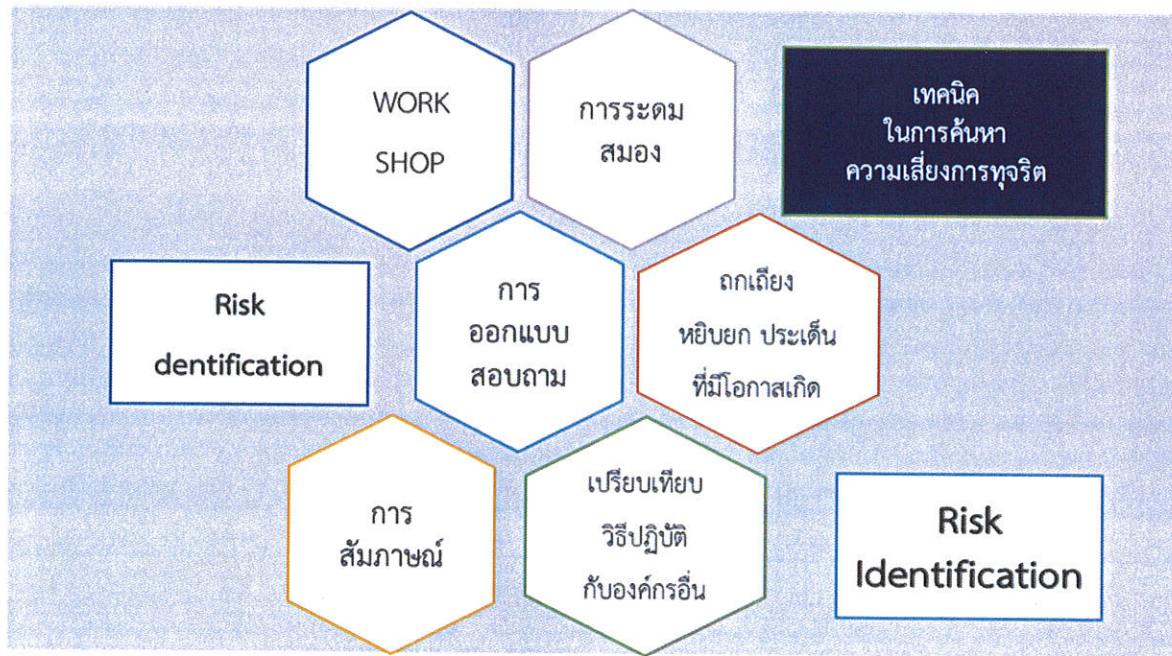 WORK
SHOP
การระดม
สมอง
เทคนิค
ในการค้นหา
ความเสี่ยงการทุจริต
Risk
dentification
การ
ออกแบบ
สอบถาม
ถกเถียง
หยิบยก ประเด็น
ที่มีโอกาสเกิด
การ
สัมภาษณ์
เปรียบเทียบ
วิธีปฏิบัติ
กับองค์กรอื่น
Risk
Identification